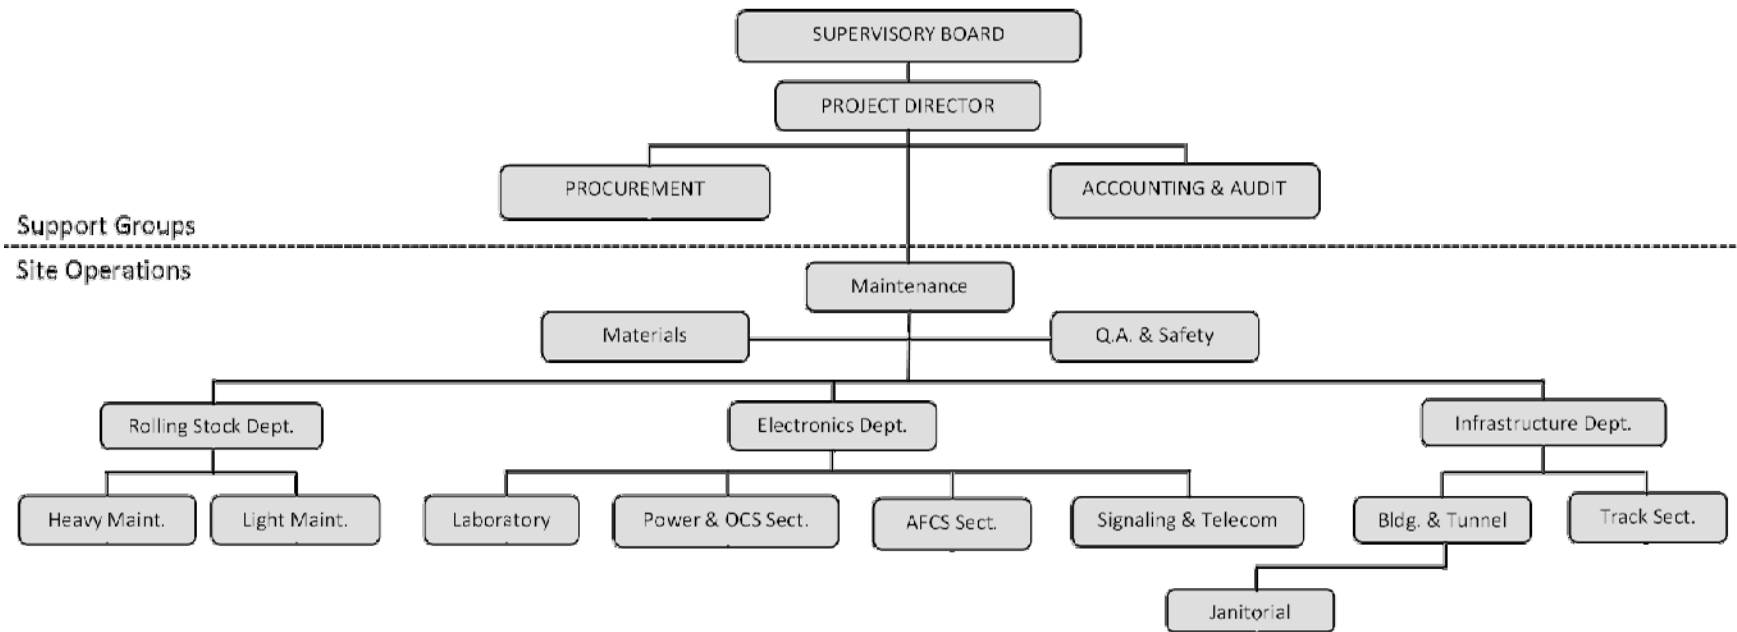 SUPERVISORY BOARD
PROJECT DIRECTOR
PROCUREMENT
ACCOUNTING & AUDIT
Support Groups
Site Operations
Maintenance
Materials
Q.A. & Safety
Rolling Stock Dept.
Electronics Dept.
Infrastructure Dept.
Heavy Maint.
Light Maint.
Laboratory
Power & OCS Sect.
AFCS Sect.
Signaling & Telecom
Bldg. & Tunnel
Track Sect.
Janitorial